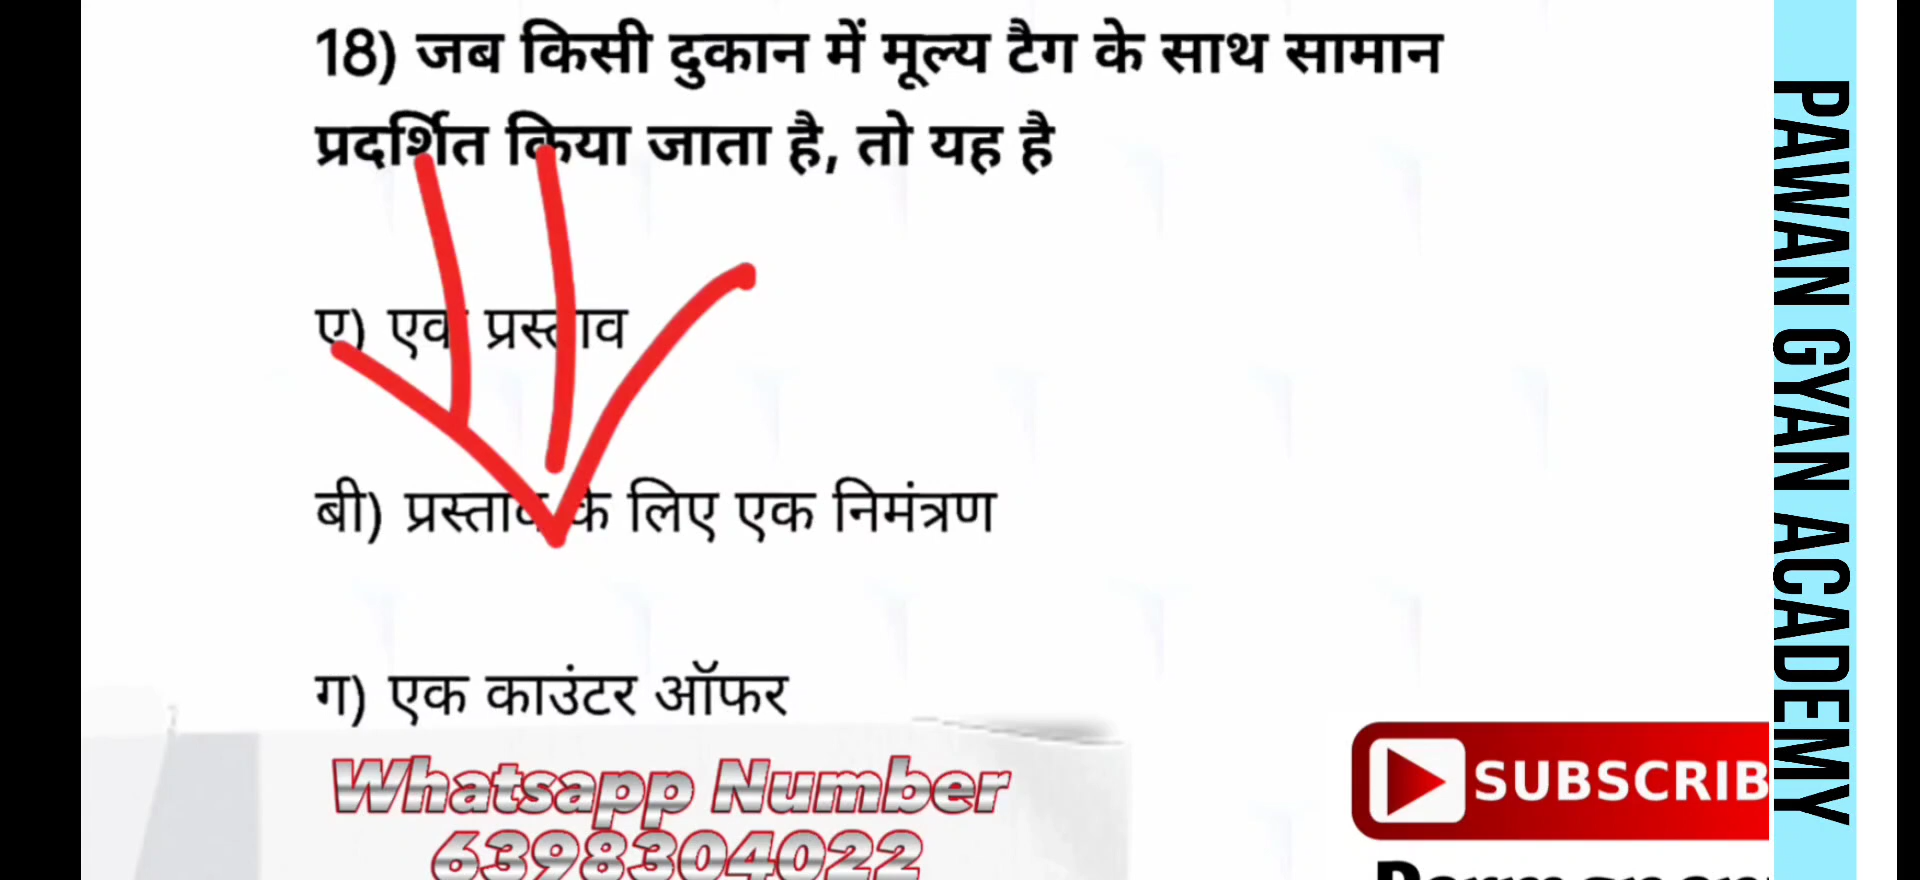 18) जब किसी दुकान में मूल्य टैग के साथ सामान
प्रदर्शित किया जाता है, तो यह है
ए) एक प्रस्ताव
बी) प्रस्ताव के लिए एक निमंत्रण
ग) एक काउंटर ऑफर
Whatsapp Number
6398304022
SUBSCRIB
PAWAN GYAN ACADEMY